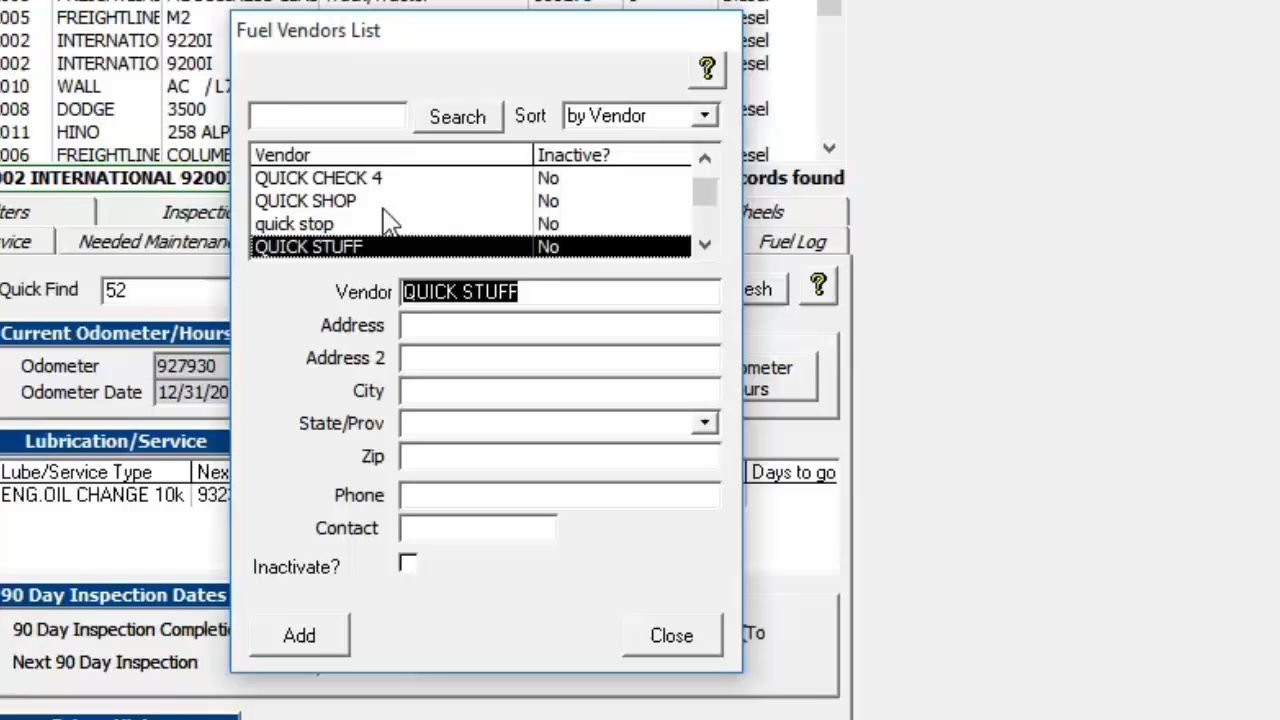 005 FREIGHTLINE M2 esel
002 INTERNATIO 9220I esel
002 INTERNATIO 9200I esel
010 WALL AC / L7
008 DODGE 3500 esel
011 HINO 258 ALP
006 FREIGHTLINE COLUME esel
002 INTERNATIONAL 9200I cords found
Fuel Vendors List
?
Search Sort by Vendor
Vendor Inactive?
QUICK CHECK 4 No
QUICK SHOP No
quick stop No
QUICK STUFF No
Vendor QUICK STUFF
Address
Address 2
City
State/Prov
Zip
Phone
Contact
Inactivate?
Add Close
lters Inspecti heels
vice Needed Maintenan Fuel Log
Quick Find 52 esh ?
Current Odometer/Hours
Odometer 927930 ometer
Odometer Date 12/31/20 urs
Lubrication/Service
Lube/Service Type Nex Days to go
ENG.OIL CHANGE 10k 932
90 Day Inspection Dates
90 Day Inspection Completi (To
Next 90 Day Inspection